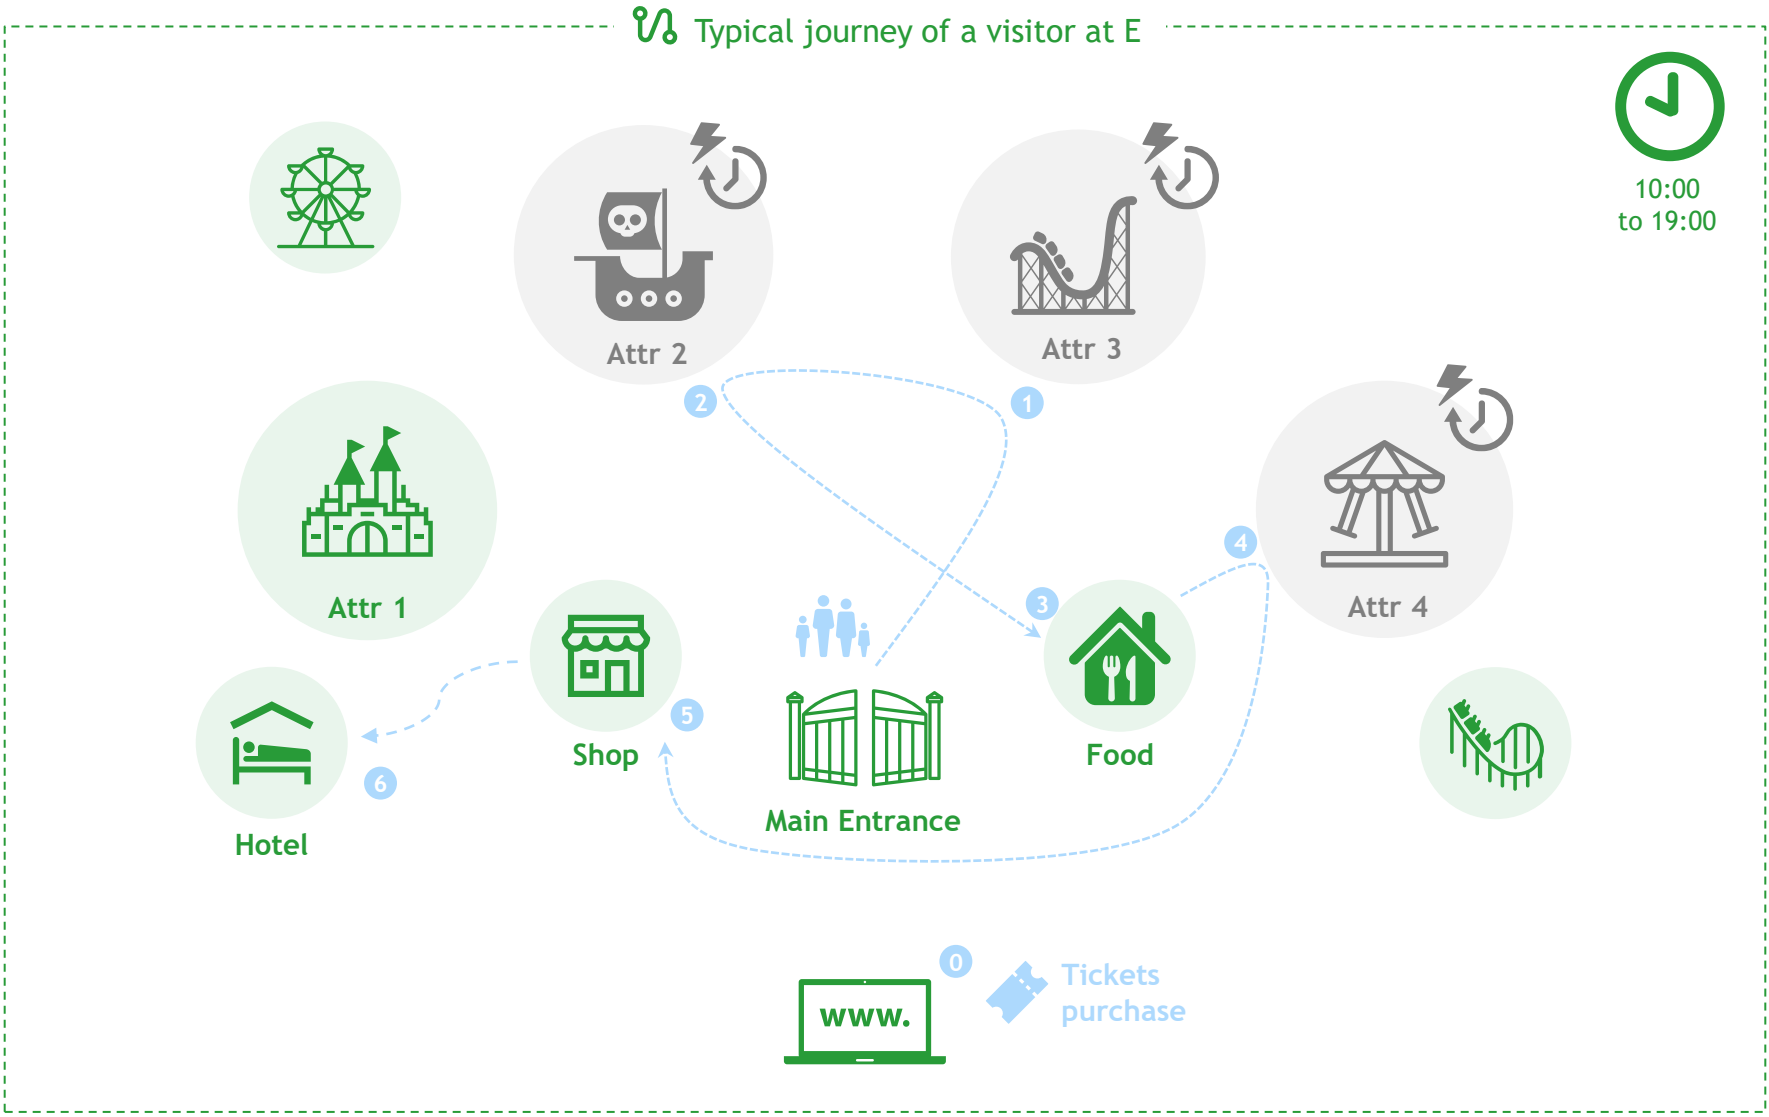 Typical journey of a visitor at E
10:00
to 19:00
Attr 2
Attr 3
2
1
4
Attr 1
3
Attr 4
5
Shop
Food
6
Main Entrance
Hotel
0
Tickets
purchase
www.